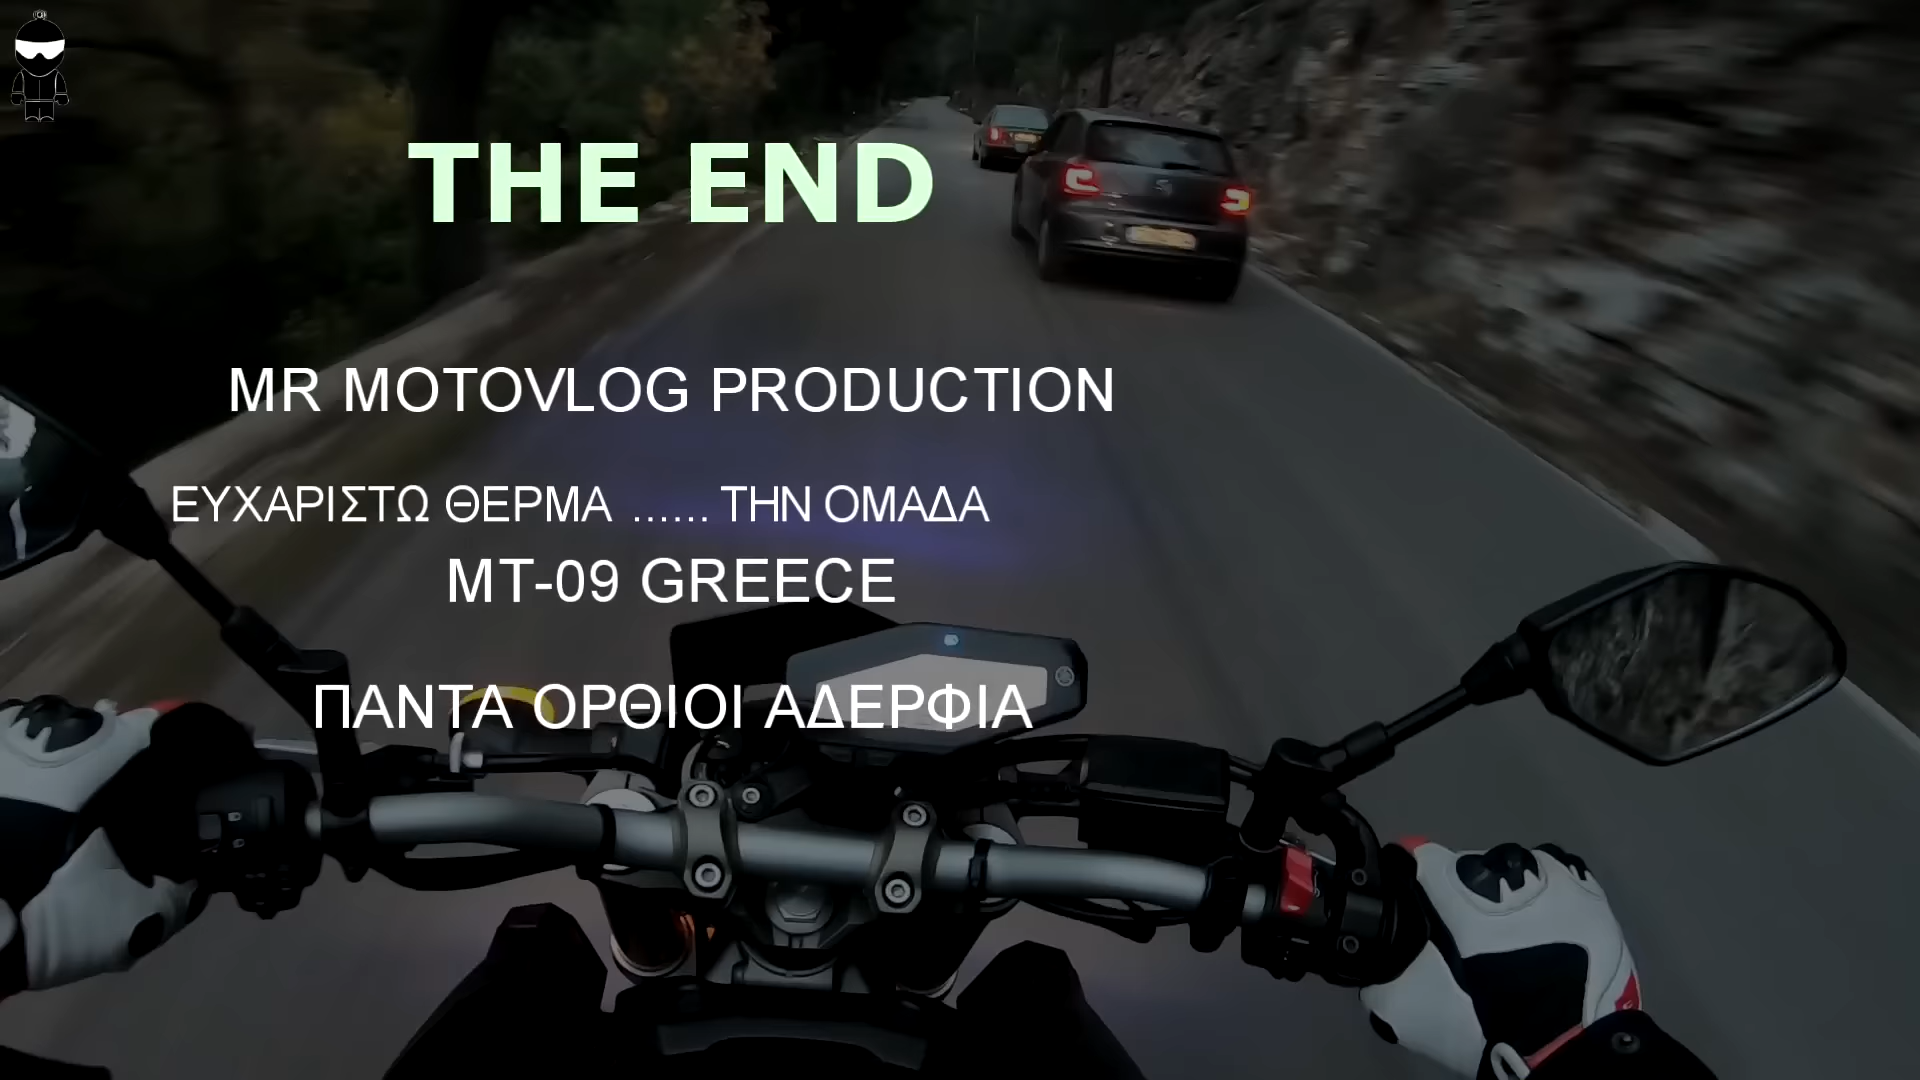 THE END
MR MOTOVLOG PRODUCTION
ΕΥΧΑΡΙΣΤΩ ΘΕΡΜΑ ...... ΤΗΝ ΟΜΑΔΑ
MT-09 GREECE
ΠΑΝΤΑ ΟΡΘΙΟΙ ΑΔΕΡΦΙΑ